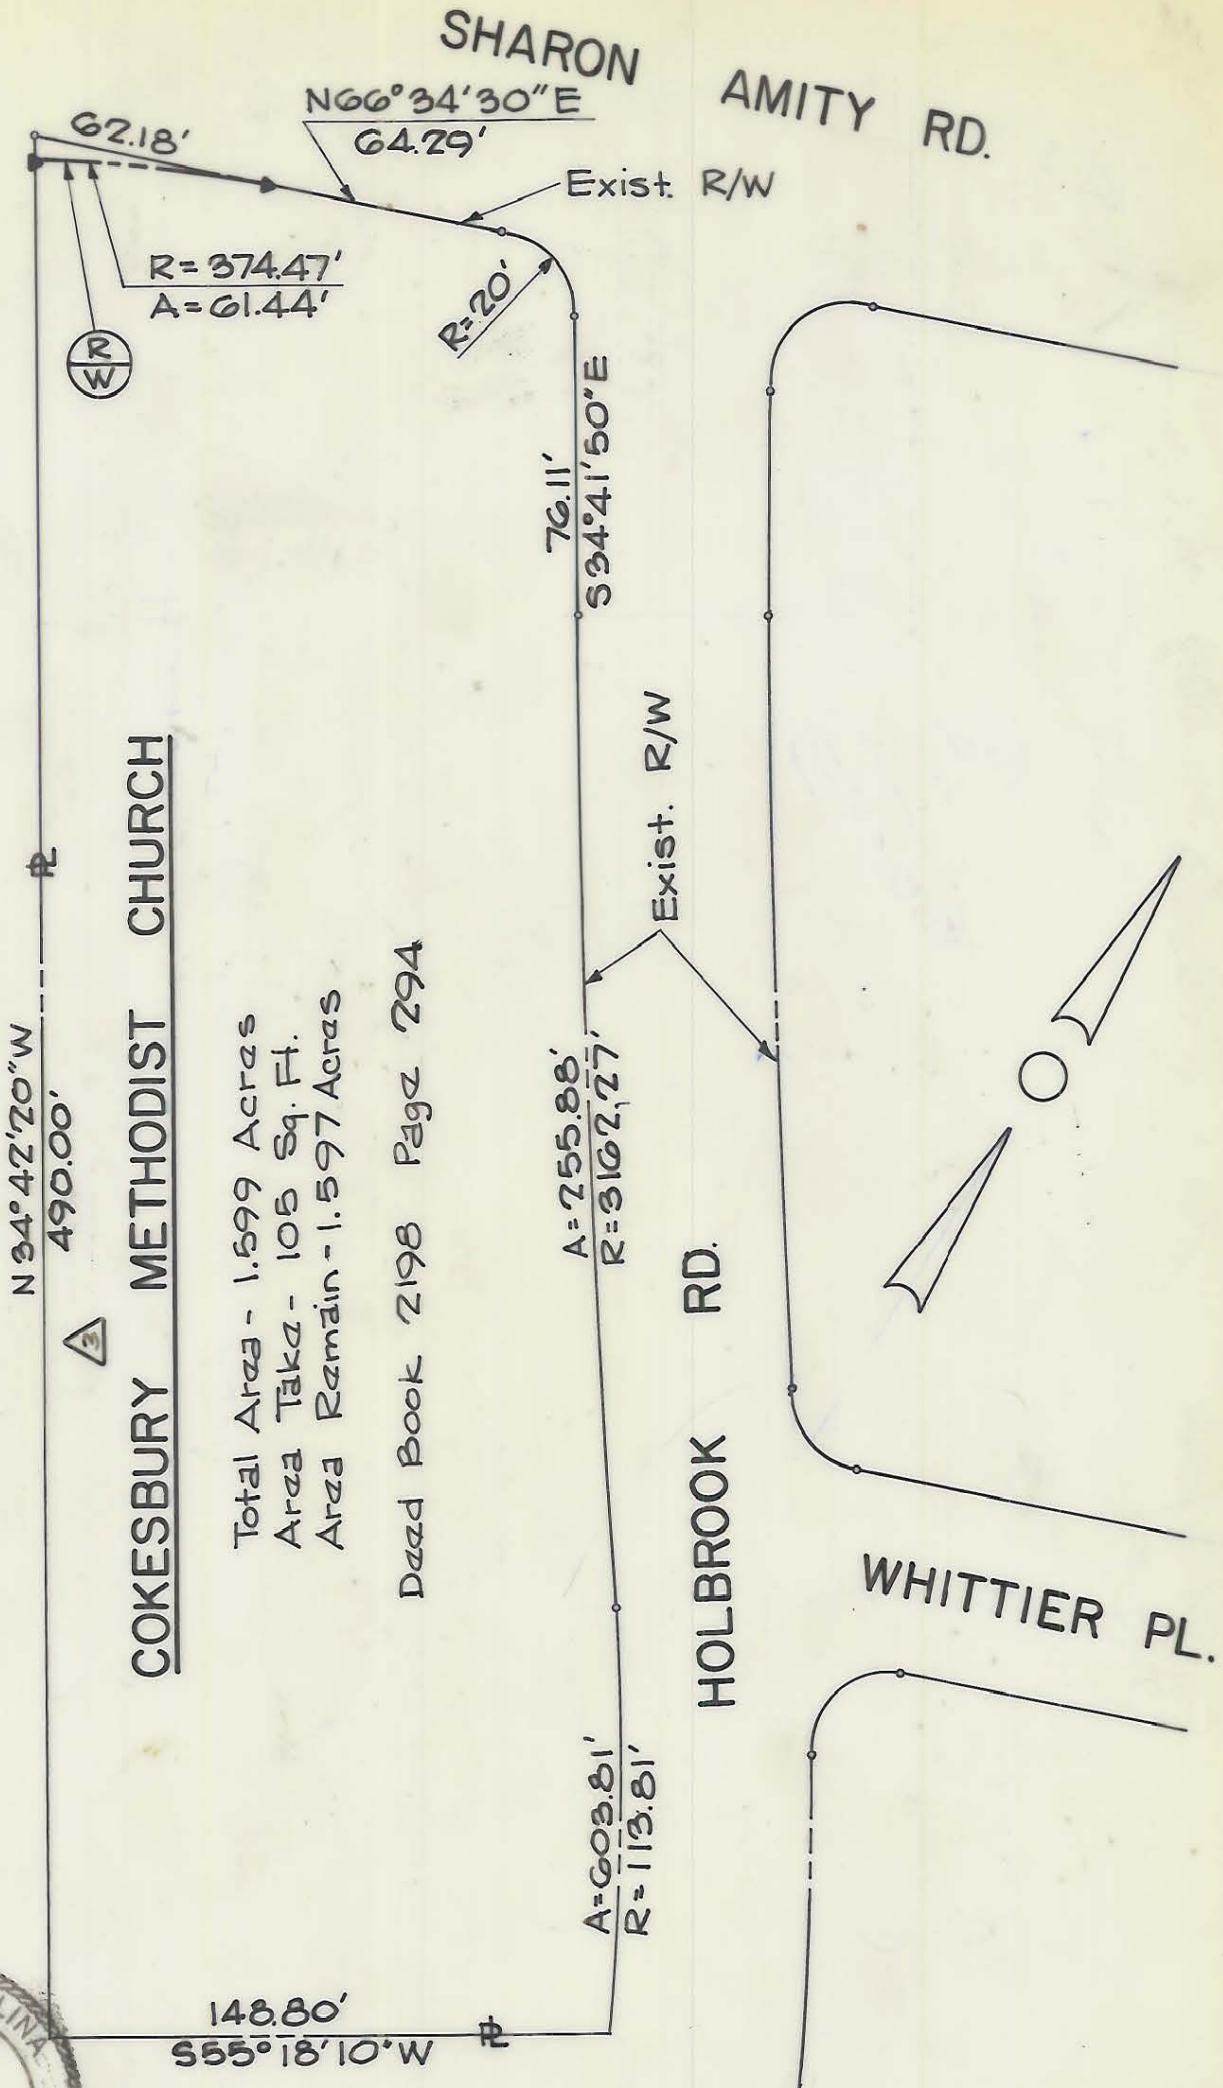 SHARON AMITY RD.
N66°34'30"E
64.29'
62.18'
Exist. R/W
R=374.47'
A=61.44'
R=20'
R
W
76.11'
S34°41'50"E
Exist. R/W
PL
N34°42'20"W
490.00'
3
COKESBURY METHODIST CHURCH
Total Area - 1.599 Acres
Area Take - 105 Sq. Ft.
Area Remain - 1.597 Acres
Deed Book 2198 Page 294
A=255.88'
R=3162.27'
HOLBROOK RD.
WHITTIER PL.
A=603.81'
R=113.81'
148.80'
S55°18'10"W
PL
LINA